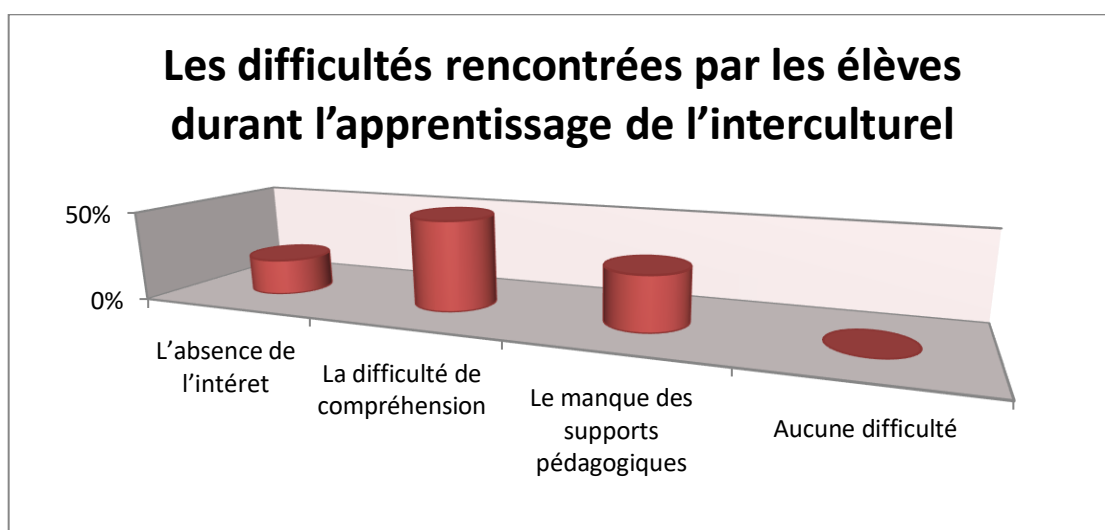 Les difficultés rencontrées par les élèves
durant l’apprentissage de l’interculturel
50%
0%
L’absence de
l’intéret
La difficulté de
compréhension
Le manque des
supports
pédagogiques
Aucune difficulté